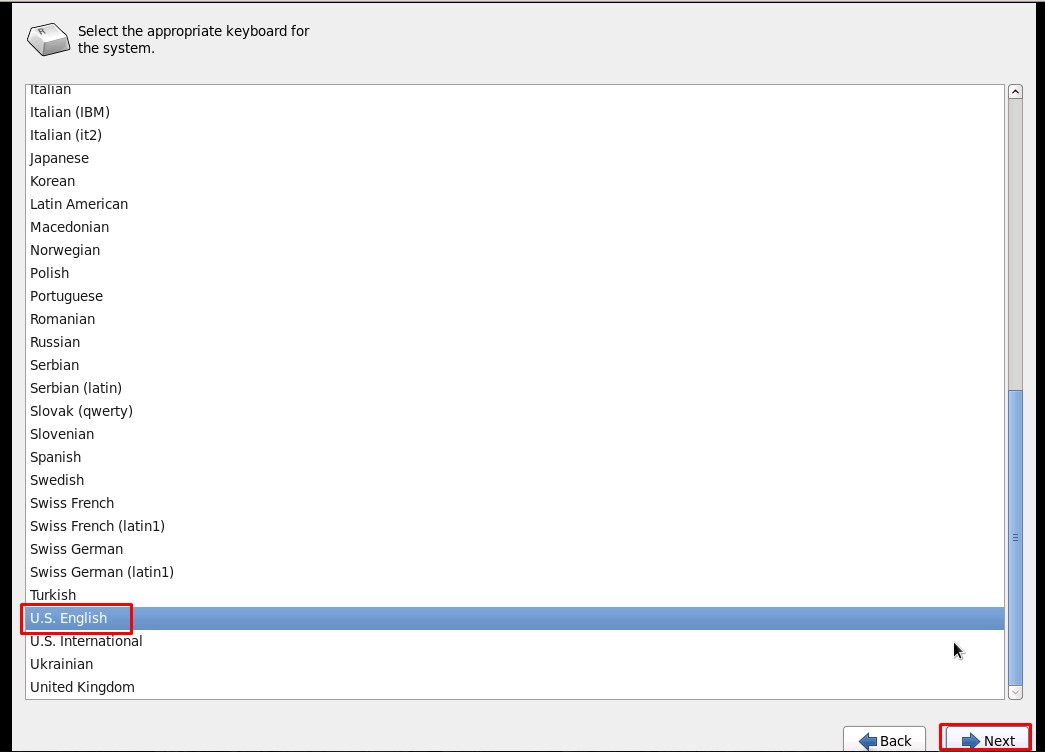 Select the appropriate keyboard for
the system.
Italian
Italian (IBM)
Italian (it2)
Japanese
Korean
Latin American
Macedonian
Norwegian
Polish
Portuguese
Romanian
Russian
Serbian
Serbian (latin)
Slovak (qwerty)
Slovenian
Spanish
Swedish
Swiss French
Swiss French (latin1)
Swiss German
Swiss German (latin1)
Turkish
U.S. English
U.S. International
Ukrainian
United Kingdom
Back Next